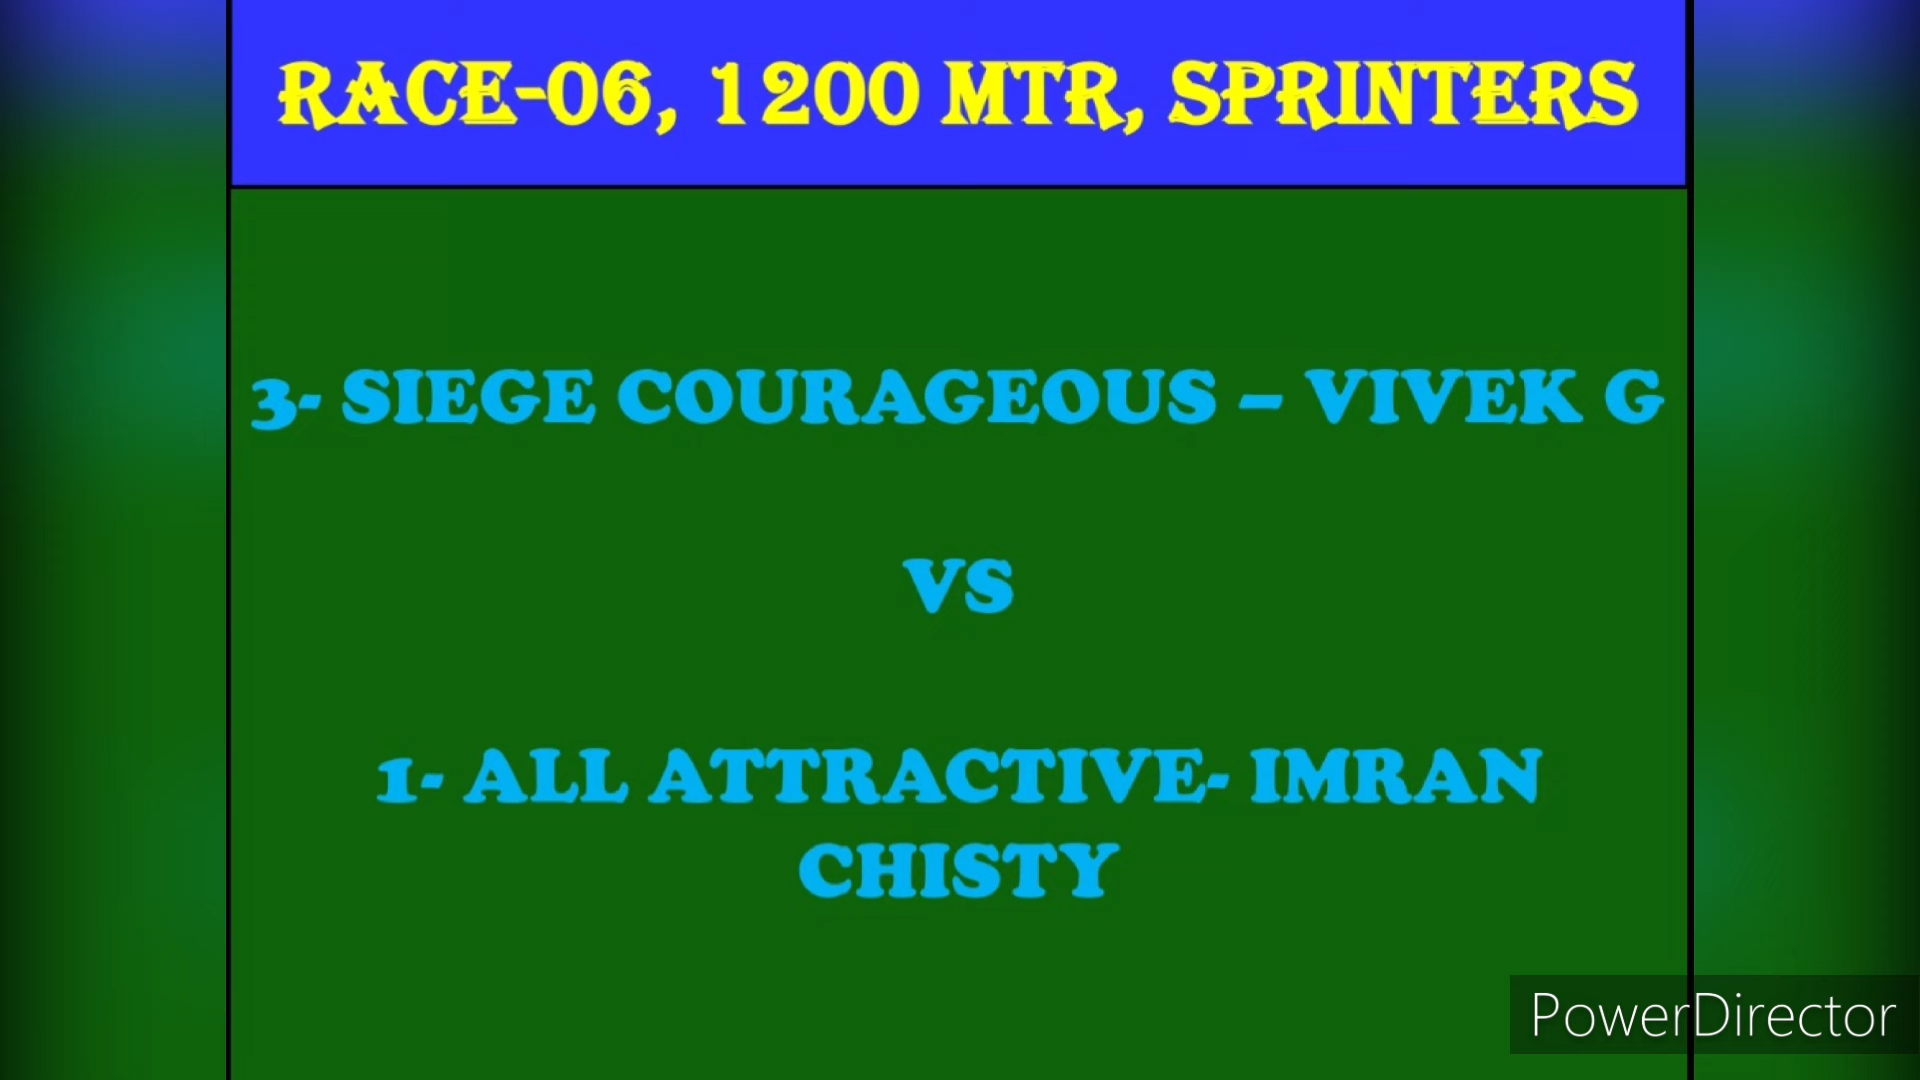 RACE-06, 1200 MTR, SPRINTERS
3- SIEGE COURAGEOUS – VIVEK G
VS
1- ALL ATTRACTIVE- IMRAN
CHISTY
PowerDirector